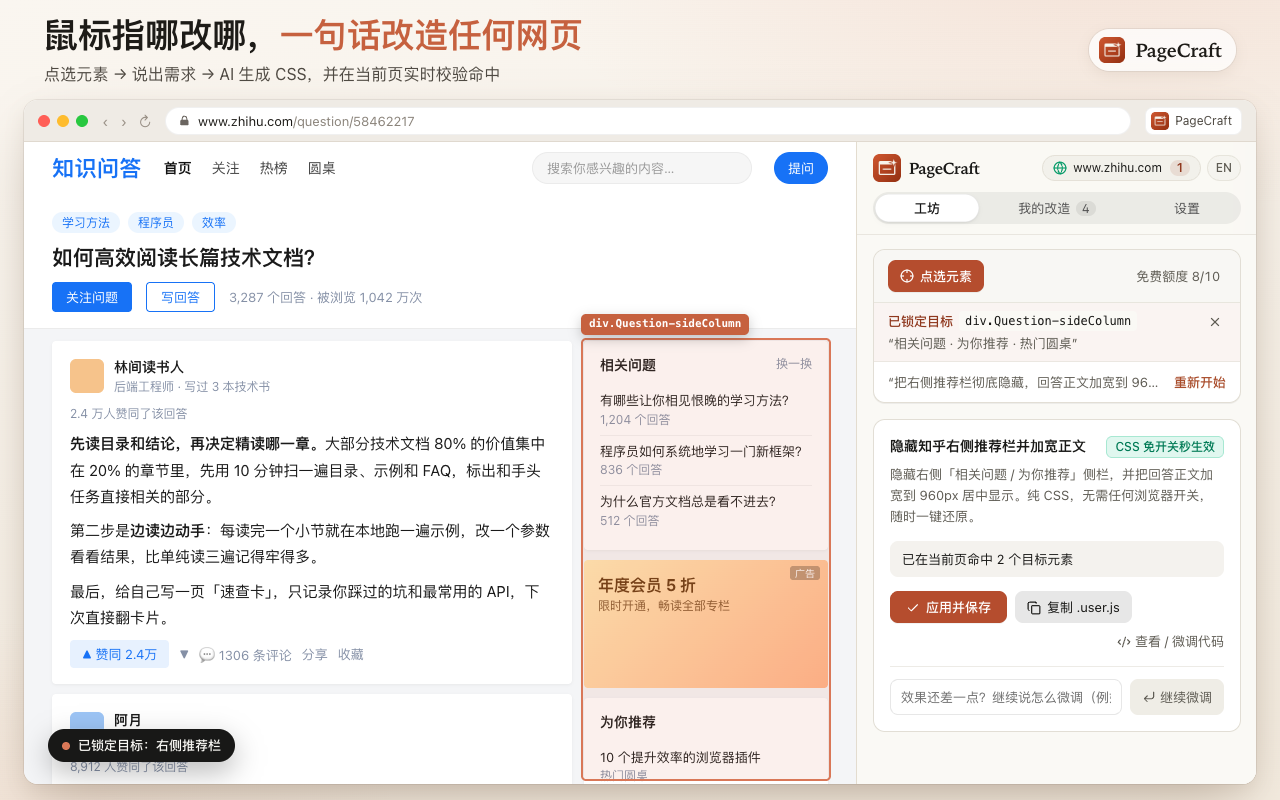 鼠标指哪改哪，一句话改造任何网页
点选元素 → 说出需求 → AI 生成 CSS，并在当前页实时校验命中
PageCraft
www.zhihu.com/question/58462217
PageCraft
知识问答 首页 关注 热榜 圆桌 搜索你感兴趣的内容... 提问
学习方法 程序员 效率
如何高效阅读长篇技术文档？
关注问题 写回答 3,287 个回答 · 被浏览 1,042 万次
林间读书人
后端工程师 · 写过 3 本技术书
2.4 万人赞同了该回答
先读目录和结论，再决定精读哪一章。大部分技术文档 80% 的价值集中
在 20% 的章节里，先用 10 分钟扫一遍目录、示例和 FAQ，标出和手头
任务直接相关的部分。
第二步是边读边动手：每读完一个小节就在本地跑一遍示例，改一个参数
看看结果，比单纯读三遍记得牢得多。
最后，给自己写一页「速查卡」，只记录你踩过的坑和最常用的 API，下
次直接翻卡片。
▲ 赞同 2.4万 ▼ 1306 条评论 分享 收藏
阿月
已锁定目标：右侧推荐栏
8,912 人赞同了该回答
div.Question-sideColumn
相关问题 换一换
有哪些让你相见恨晚的学习方法？
1,204 个回答
程序员如何系统地学习一门新框架？
836 个回答
为什么官方文档总是看不进去？
512 个回答
广告
年度会员 5 折
限时开通，畅读全部专栏
为你推荐
10 个提升效率的浏览器插件
热门圆桌
PageCraft www.zhihu.com 1 EN
工坊 我的改造 4 设置
点选元素 免费额度 8/10
已锁定目标 div.Question-sideColumn
“相关问题 · 为你推荐 · 热门圆桌”
“把右侧推荐栏彻底隐藏，回答正文加宽到 96... 重新开始
隐藏知乎右侧推荐栏并加宽正文 CSS 免开关秒生效
隐藏右侧「相关问题 / 为你推荐」侧栏，并把回答正文加
宽到 960px 居中显示。纯 CSS，无需任何浏览器开关，
随时一键还原。
已在当前页命中 2 个目标元素
应用并保存 复制 .user.js
</> 查看 / 微调代码
效果还差一点？继续说怎么微调（例: 继续微调